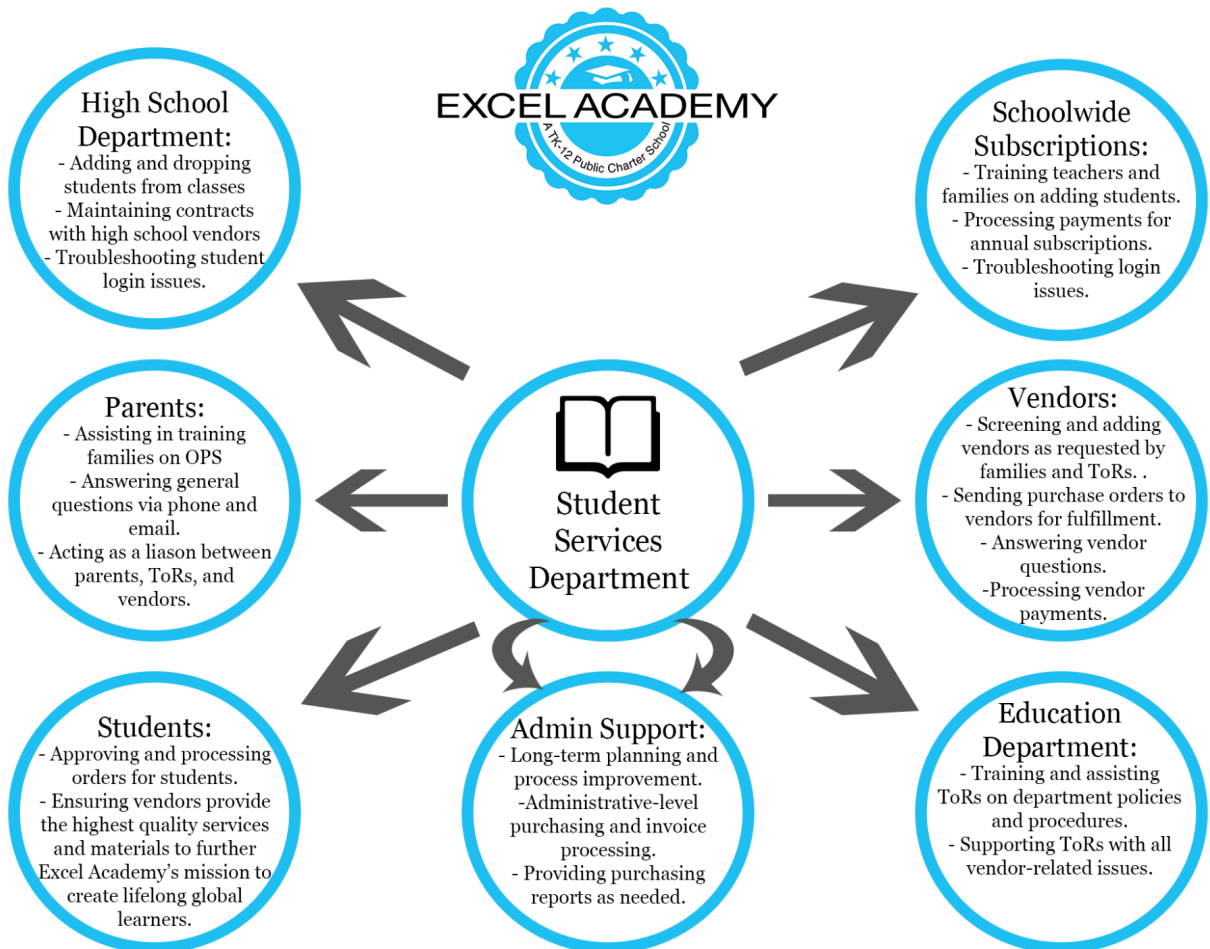 EXCEL ACADEMY
A TK-12 Public Charter School
High School
Department:
- Adding and dropping
students from classes
- Maintaining contracts
with high school vendors
- Troubleshooting student
login issues.
Schoolwide
Subscriptions:
- Training teachers and
families on adding students.
- Processing payments for
annual subscriptions.
- Troubleshooting login
issues.
Parents:
- Assisting in training
families on OPS
- Answering general
questions via phone and
email.
- Acting as a liason between
parents, ToRs, and
vendors.
Student
Services
Department
Vendors:
- Screening and adding
vendors as requested by
families and ToRs. .
- Sending purchase orders to
vendors for fulfillment.
- Answering vendor
questions.
-Processing vendor
payments.
Students:
- Approving and processing
orders for students.
- Ensuring vendors provide
the highest quality services
and materials to further
Excel Academy's mission to
create lifelong global
learners.
Admin Support:
- Long-term planning and
process improvement.
-Administrative-level
purchasing and invoice
processing.
- Providing purchasing
reports as needed.
Education
Department:
- Training and assisting
ToRs on department policies
and procedures.
- Supporting ToRs with all
vendor-related issues.